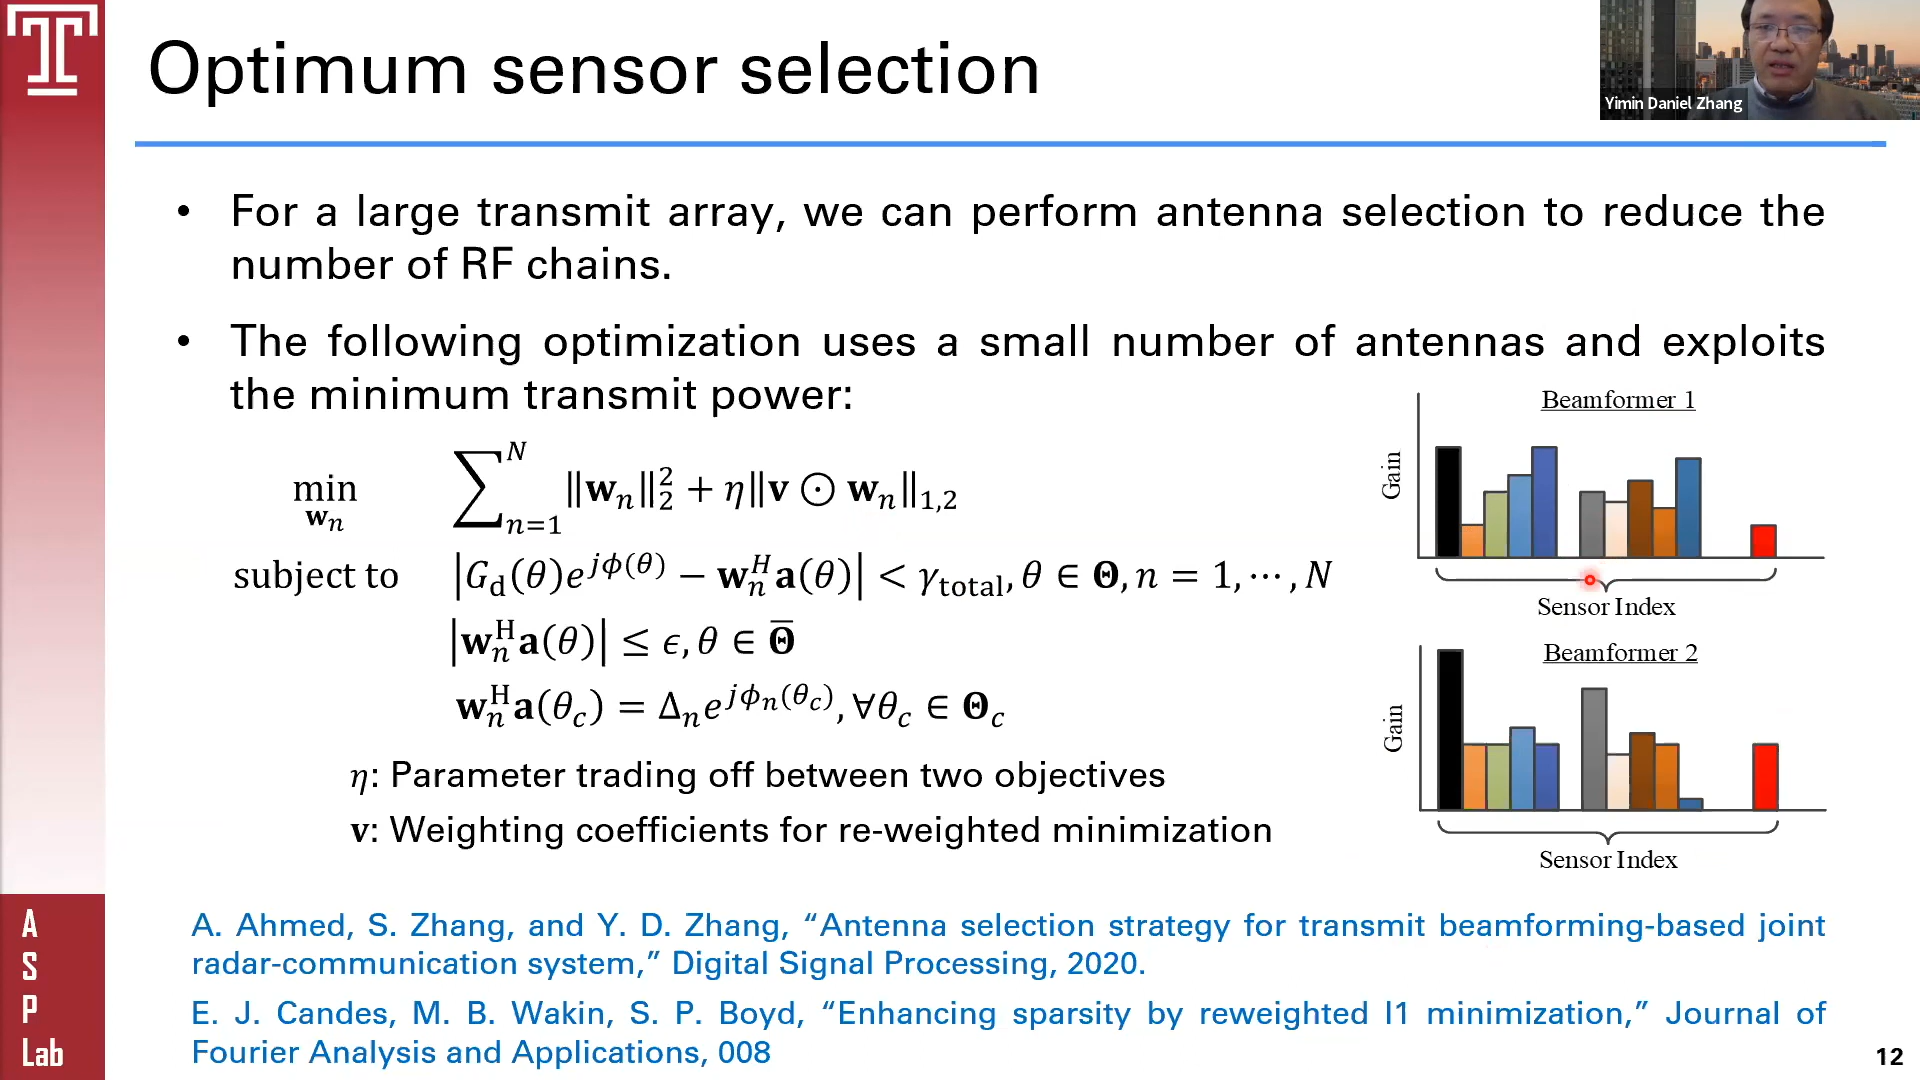 Optimum sensor selection
Yimin Daniel Zhang
• For a large transmit array, we can perform antenna selection to reduce the
number of RF chains.
• The following optimization uses a small number of antennas and exploits
the minimum transmit power:
min_{𝐰_n} ∑_{n=1}^{N} ‖𝐰_n‖_2^2 + η‖𝐯 ⊙ 𝐰_n‖_{1,2}
subject to |G_d(θ)e^{jϕ(θ)} − 𝐰_n^H 𝐚(θ)| < γ_total, θ ∈ 𝚯, n = 1, ⋯, N
|𝐰_n^H 𝐚(θ)| ≤ ϵ, θ ∈ 𝚯̅
𝐰_n^H 𝐚(θ_c) = Δ_n e^{jϕ_n(θ_c)}, ∀θ_c ∈ 𝚯_c
η: Parameter trading off between two objectives
𝐯: Weighting coefficients for re-weighted minimization
Beamformer 1
Gain
Sensor Index
Beamformer 2
Gain
Sensor Index
A. Ahmed, S. Zhang, and Y. D. Zhang, “Antenna selection strategy for transmit beamforming-based joint
radar-communication system,” Digital Signal Processing, 2020.
E. J. Candes, M. B. Wakin, S. P. Boyd, “Enhancing sparsity by reweighted l1 minimization,” Journal of
Fourier Analysis and Applications, 008
A
S
P
Lab
12